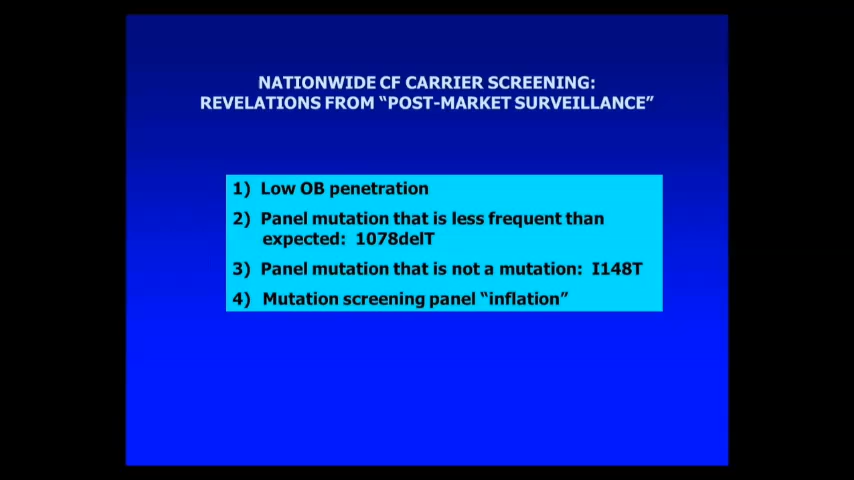 NATIONWIDE CF CARRIER SCREENING:
REVELATIONS FROM “POST-MARKET SURVEILLANCE”
1) Low OB penetration
2) Panel mutation that is less frequent than
expected: 1078delT
3) Panel mutation that is not a mutation: I148T
4) Mutation screening panel “inflation”